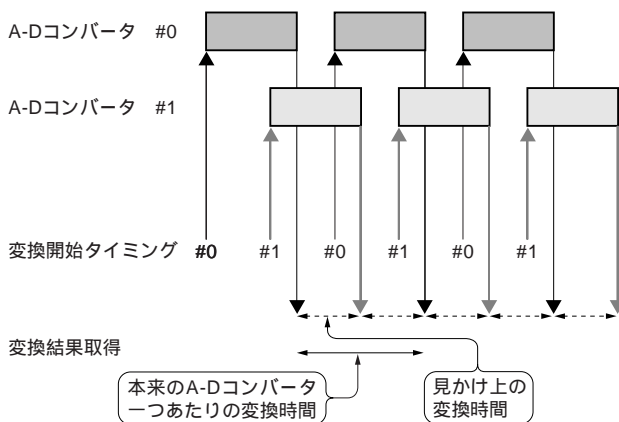 A-Dコンバータ #0
A-Dコンバータ #1
変換開始タイミング #0 #1 #0 #1 #0 #1
変換結果取得
本来のA-Dコンバータ
一つあたりの変換時間
見かけ上の
変換時間